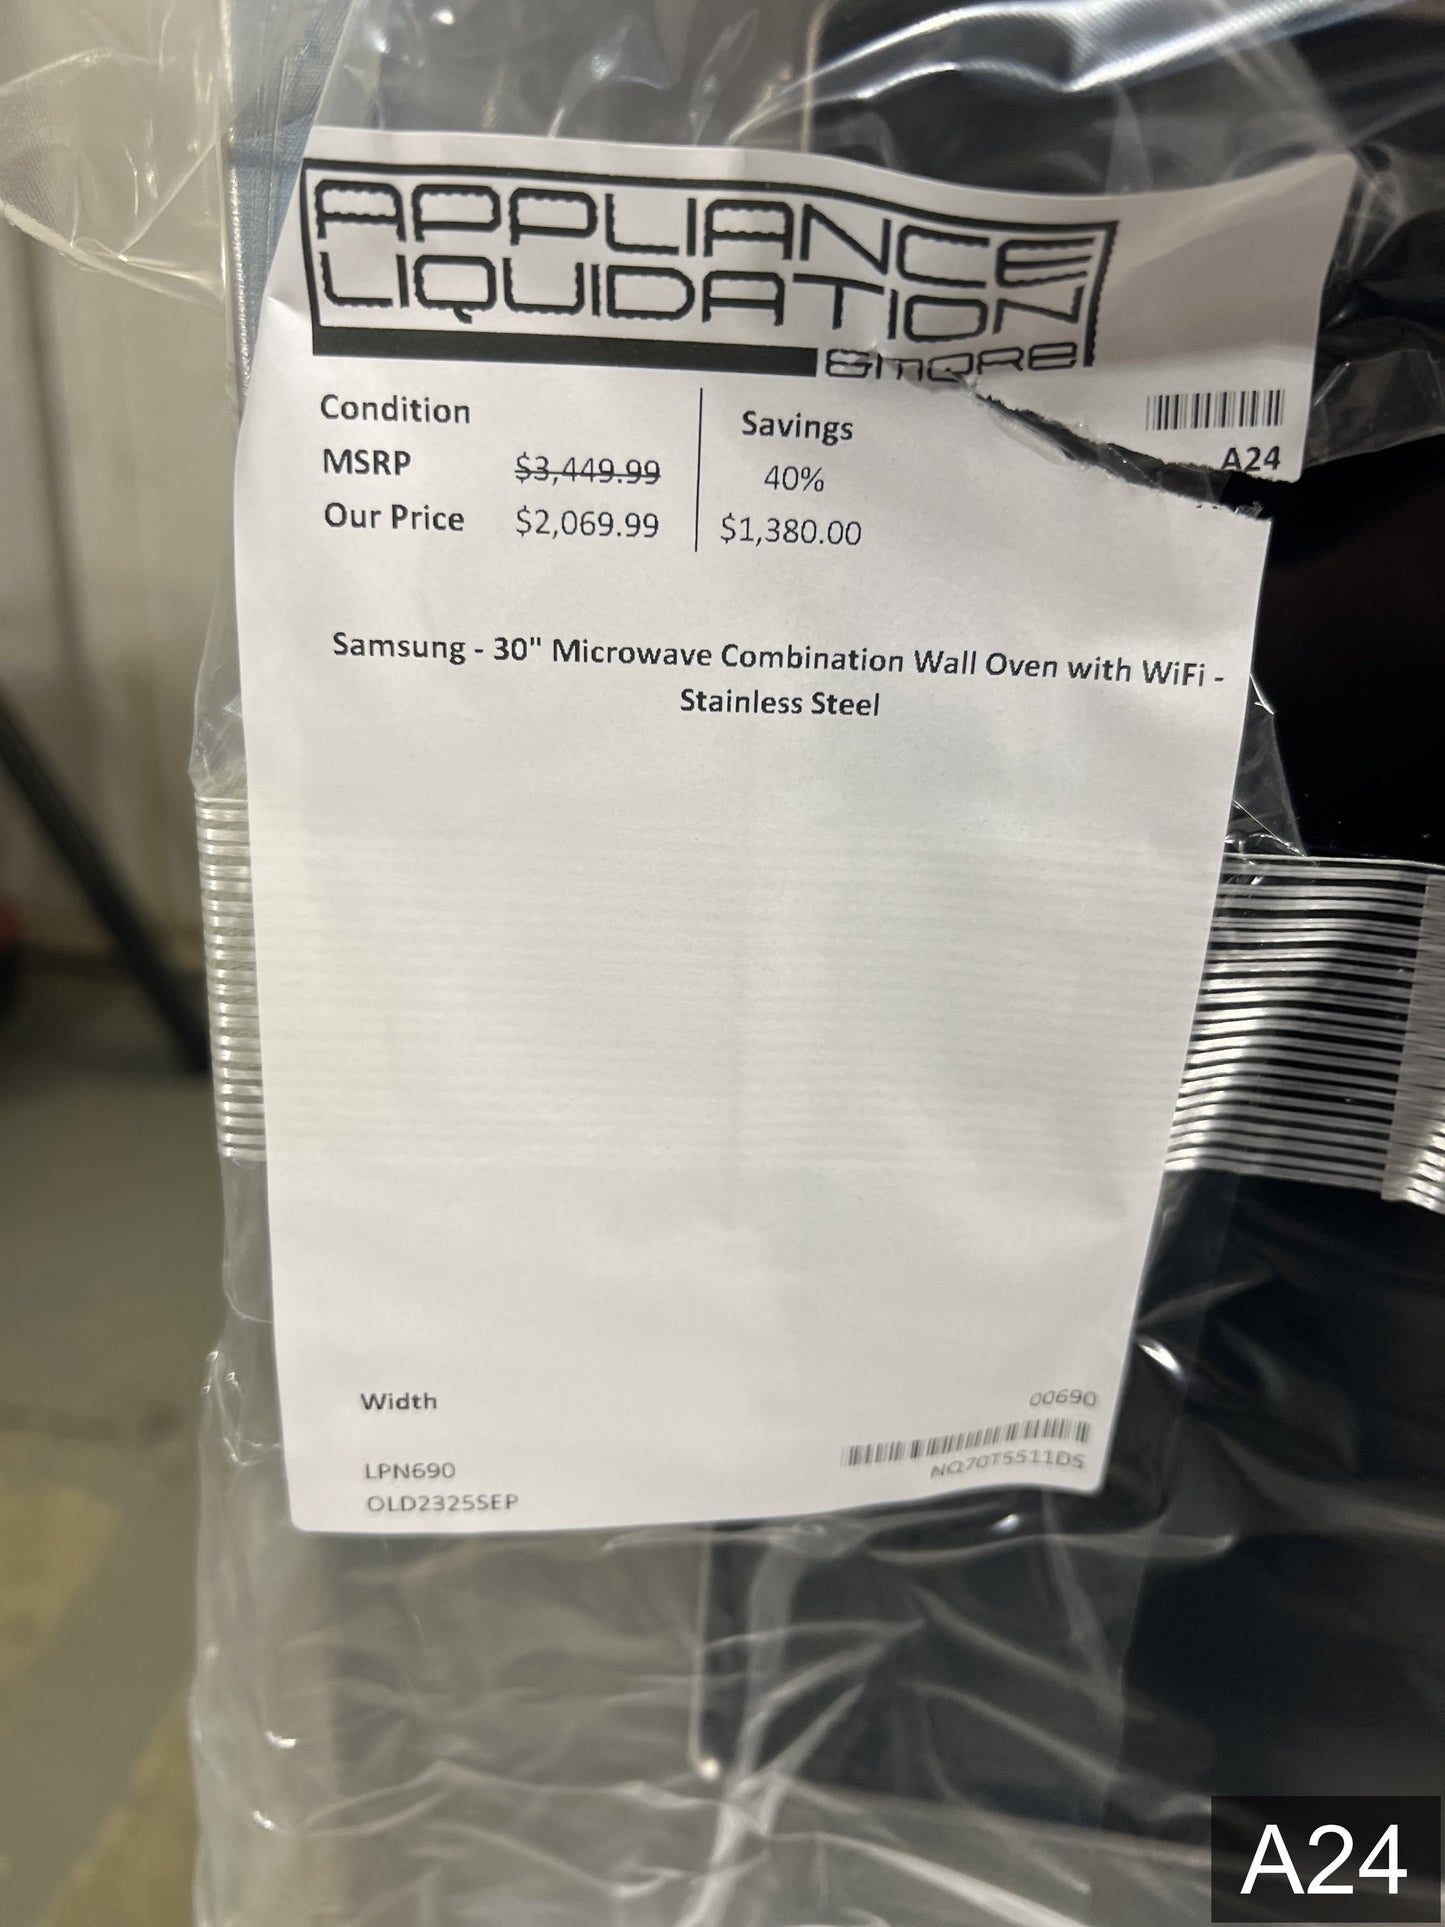 APPLIANCE
LIQUIDATION
&MORE
Condition
MSRP $3,449.99
Our Price $2,069.99
Savings
40%
$1,380.00
A24
Samsung - 30" Microwave Combination Wall Oven with WiFi -
Stainless Steel
Width
LPN690
OLD2325SEP
00690
NQ70T5511DS
A24